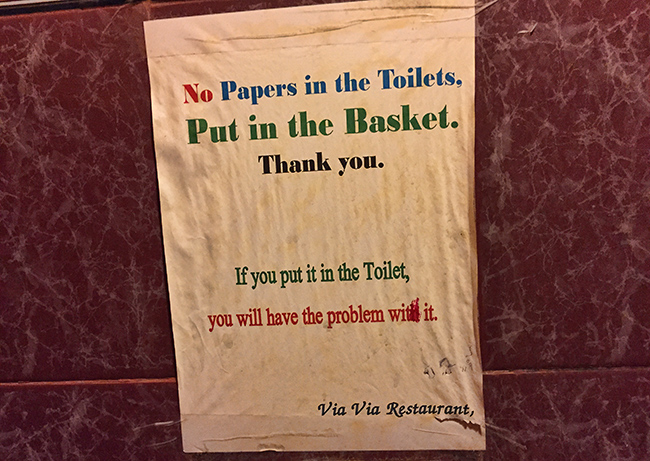 No Papers in the Toilets,
Put in the Basket.
Thank you.
If you put it in the Toilet,
you will have the problem with it.
Via Via Restaurant,